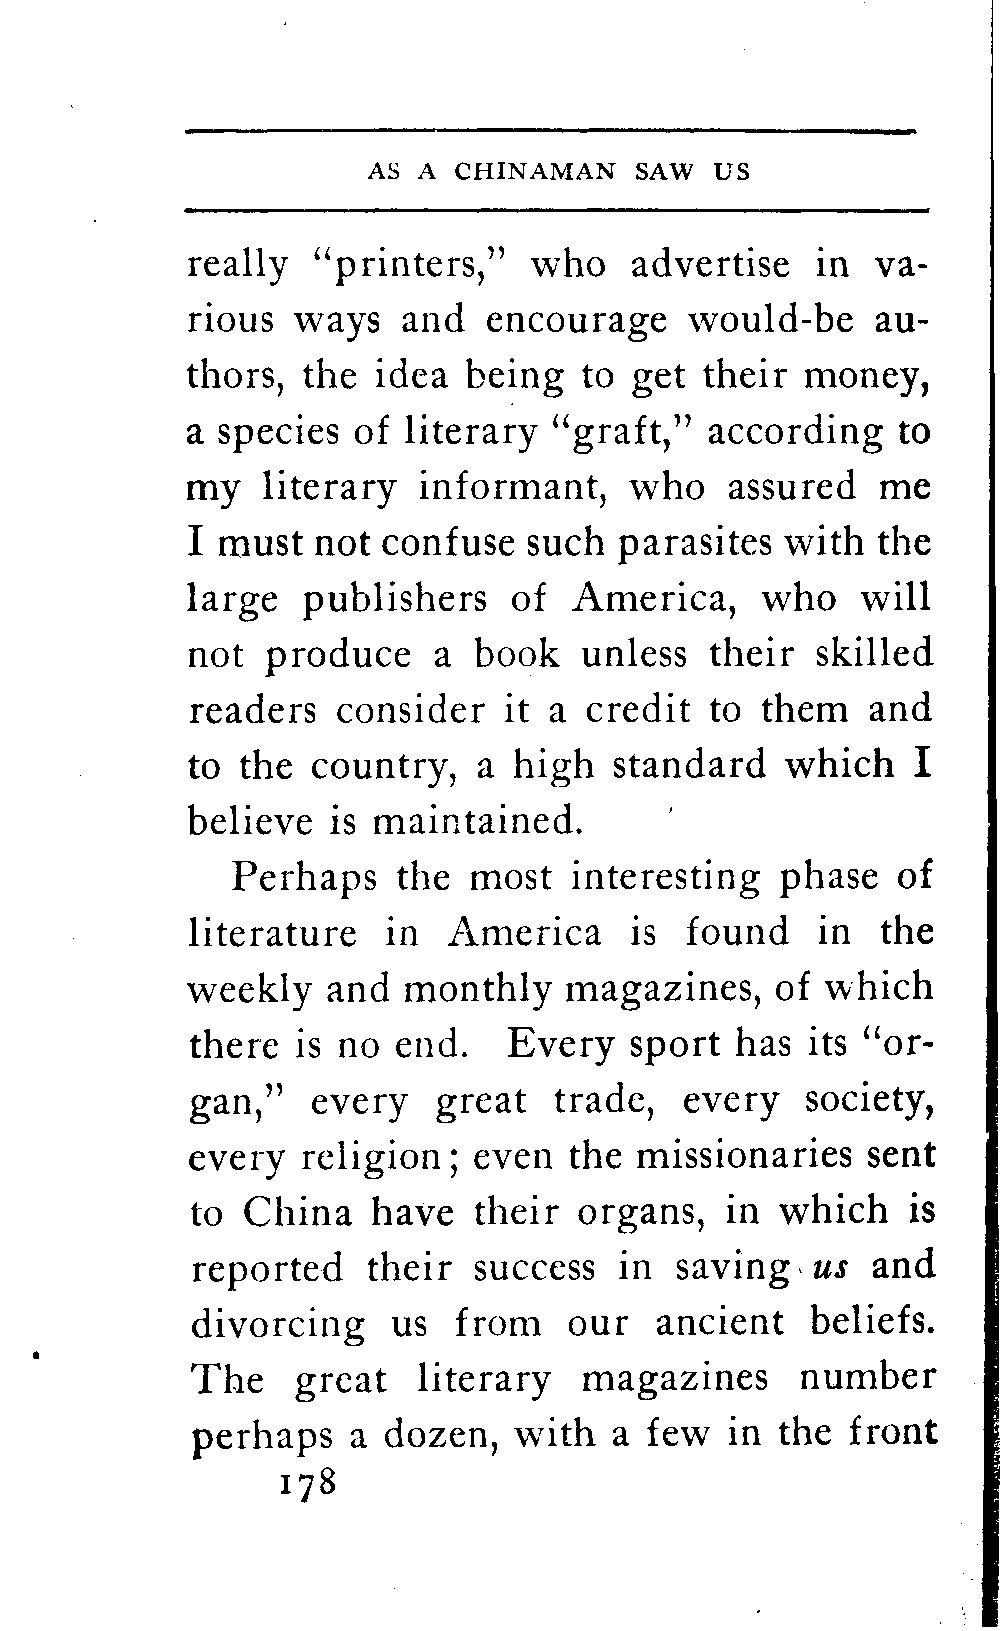 AS A CHINAMAN SAW US
really “printers,” who advertise in va-
rious ways and encourage would-be au-
thors, the idea being to get their money,
a species of literary “graft,” according to
my literary informant, who assured me
I must not confuse such parasites with the
large publishers of America, who will
not produce a book unless their skilled
readers consider it a credit to them and
to the country, a high standard which I
believe is maintained.
Perhaps the most interesting phase of
literature in America is found in the
weekly and monthly magazines, of which
there is no end. Every sport has its “or-
gan,” every great trade, every society,
every religion; even the missionaries sent
to China have their organs, in which is
reported their success in saving us and
divorcing us from our ancient beliefs.
The great literary magazines number
perhaps a dozen, with a few in the front
178